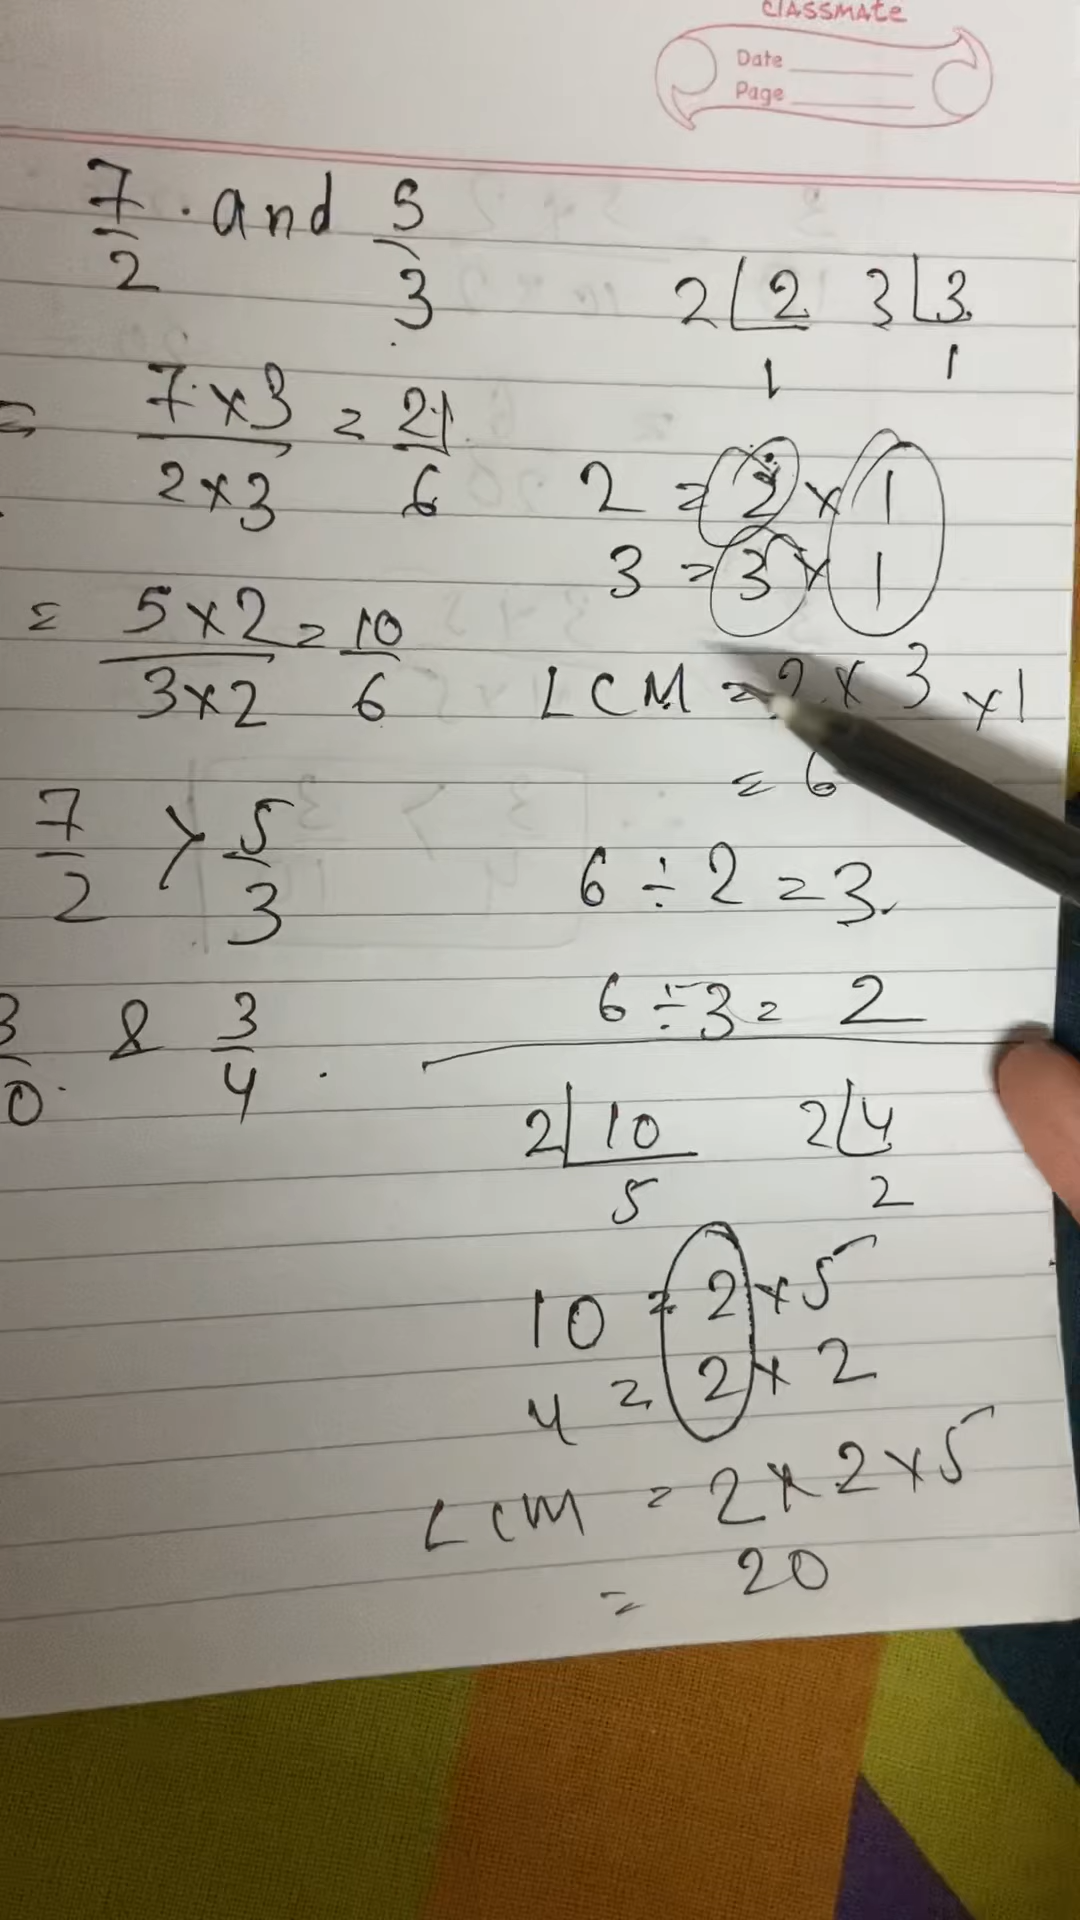 classmate
Date
Page
7/2 . and 5/3
2 | 2 3 | 3
1 1
= 7 × 3 / 2 × 3 = 21/6
2 = 2 × 1
3 = 3 × 1
= 5 × 2 / 3 × 2 = 10/6
LCM = 2 × 3 × 1
= 6
7/2 > 5/3
6 ÷ 2 = 3
6 ÷ 3 = 2
3/0 & 3/4 .
2 | 10 2 | 4
5 2
10 = 2 × 5
4 = 2 × 2
LCM = 2 × 2 × 5
= 20